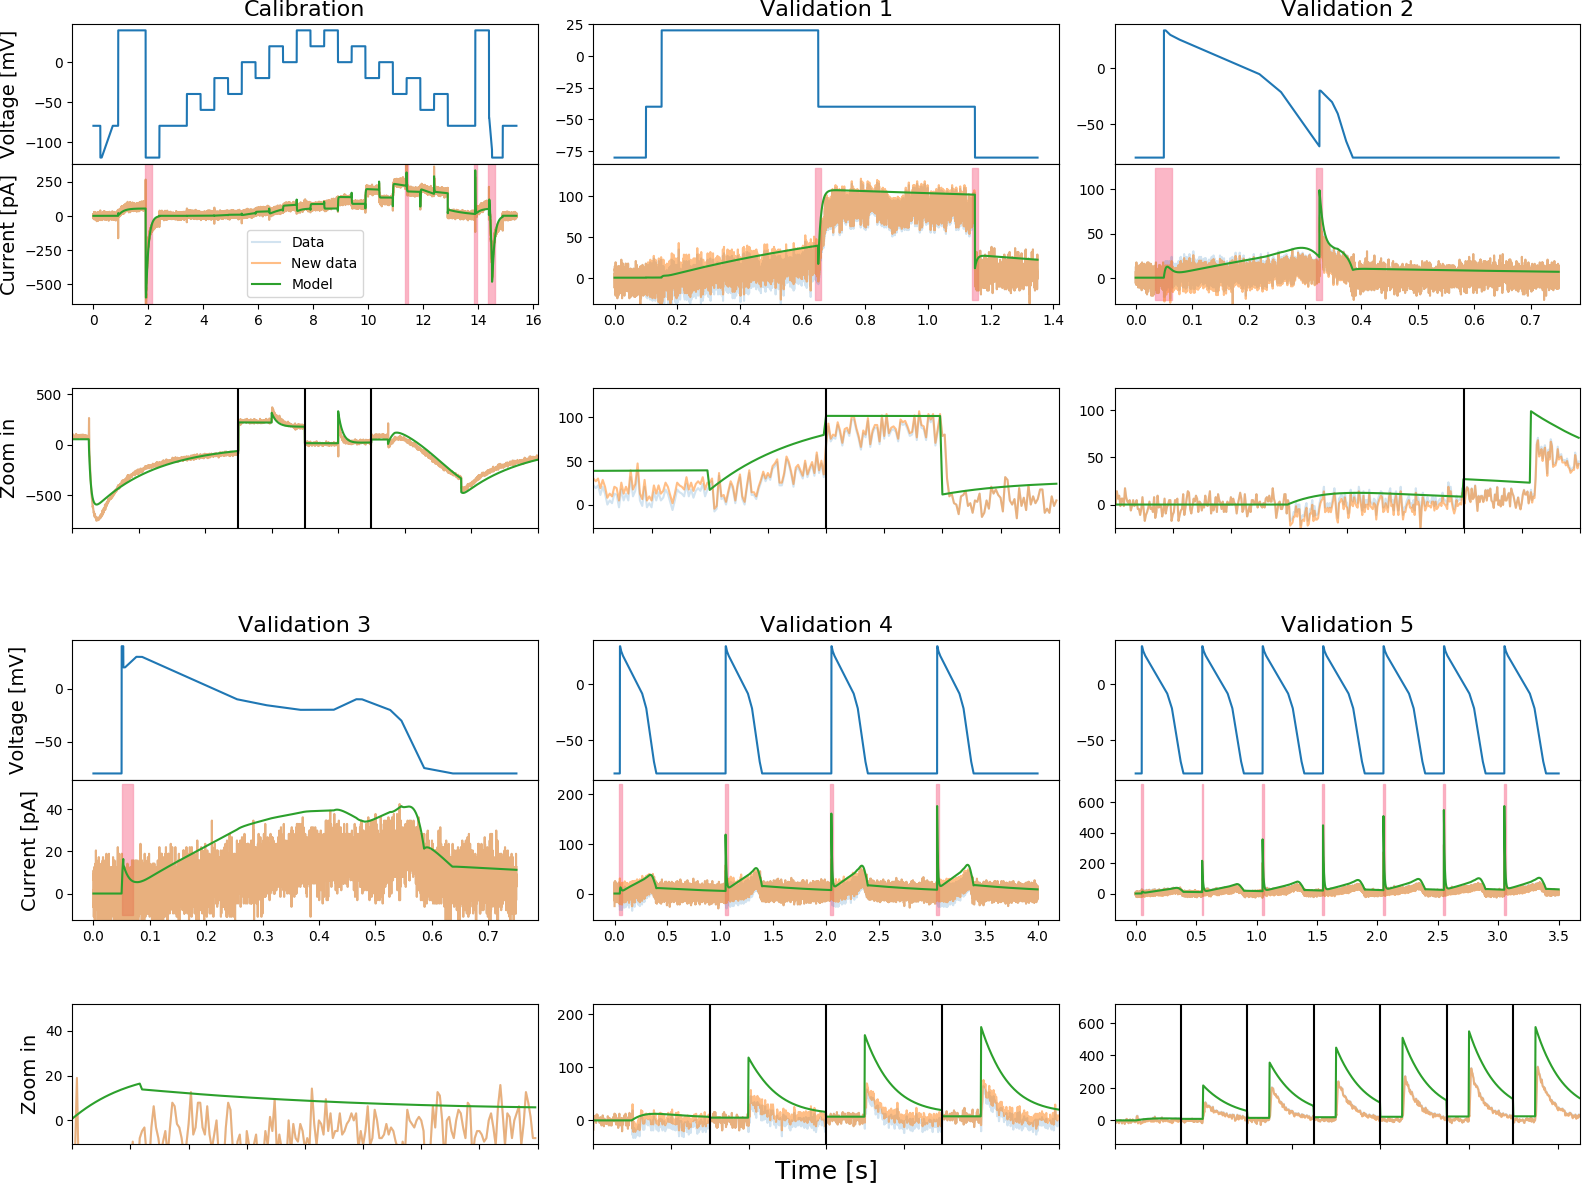 Calibration
Validation 1
Validation 2
Voltage [mV]
0
−50
−100
25
0
−25
−50
−75
0
−50
Current [pA]
250
0
−250
−500
Data
New data
Model
100
50
0
100
50
0
0 2 4 6 8 10 12 14 16
0.0 0.2 0.4 0.6 0.8 1.0 1.2 1.4
0.0 0.1 0.2 0.3 0.4 0.5 0.6 0.7
Zoom in
500
0
−500
100
50
0
100
50
0
Validation 3
Validation 4
Validation 5
Voltage [mV]
0
−50
0
−50
0
−50
Current [pA]
40
20
0
200
100
0
600
400
200
0
0.0 0.1 0.2 0.3 0.4 0.5 0.6 0.7
0.0 0.5 1.0 1.5 2.0 2.5 3.0 3.5 4.0
0.0 0.5 1.0 1.5 2.0 2.5 3.0 3.5
Zoom in
40
20
0
200
100
0
600
400
200
0
Time [s]